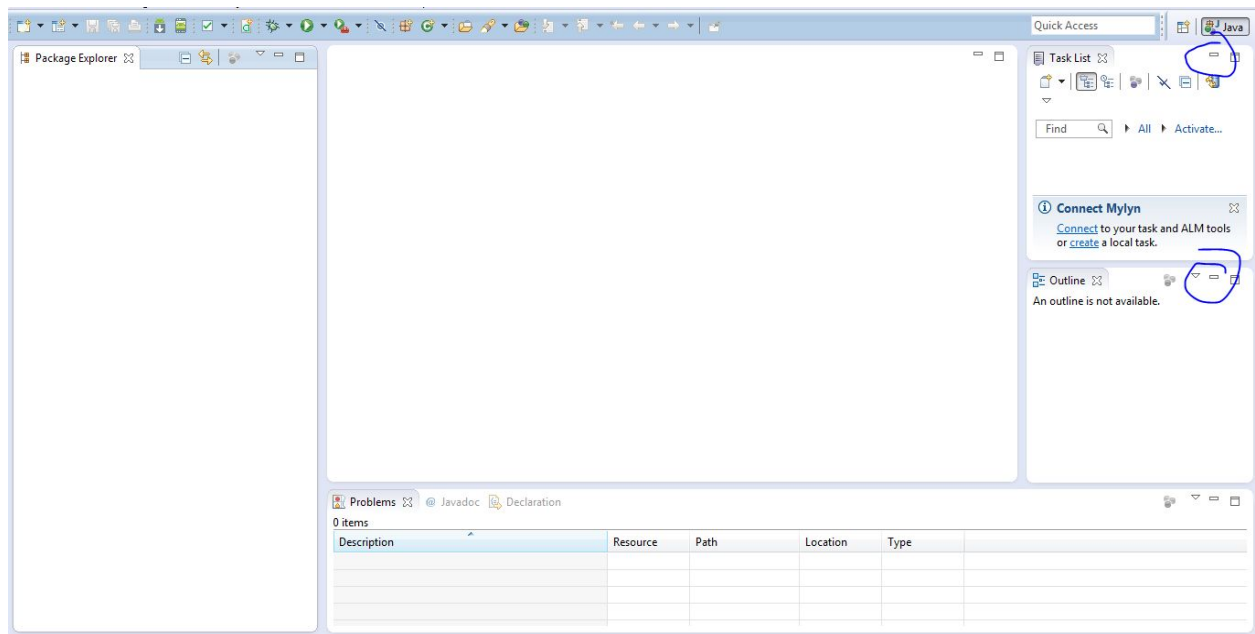 Quick Access
Java
Package Explorer
Task List
Find
All
Activate...
Connect Mylyn
Connect to your task and ALM tools
or create a local task.
Outline
An outline is not available.
Problems @ Javadoc Declaration
0 items
Description Resource Path Location Type